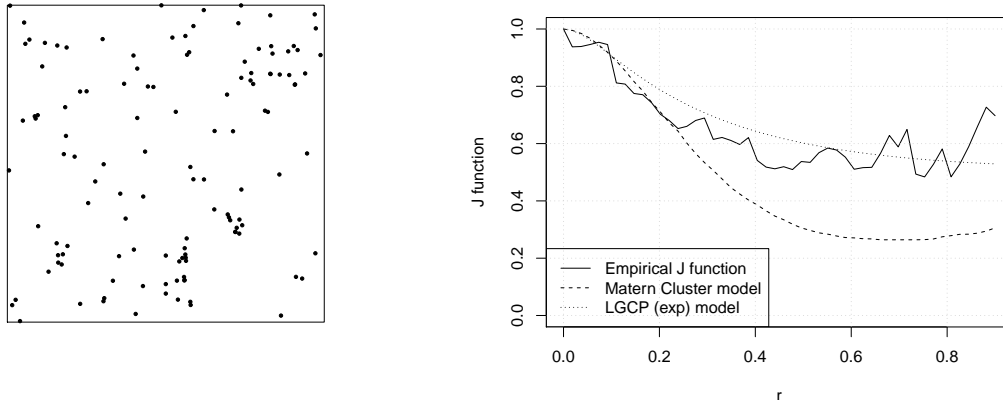 1.0
0.8
0.6
0.4
0.2
0.0
J function
Empirical J function
Matern Cluster model
LGCP (exp) model
0.0 0.2 0.4 0.6 0.8
r